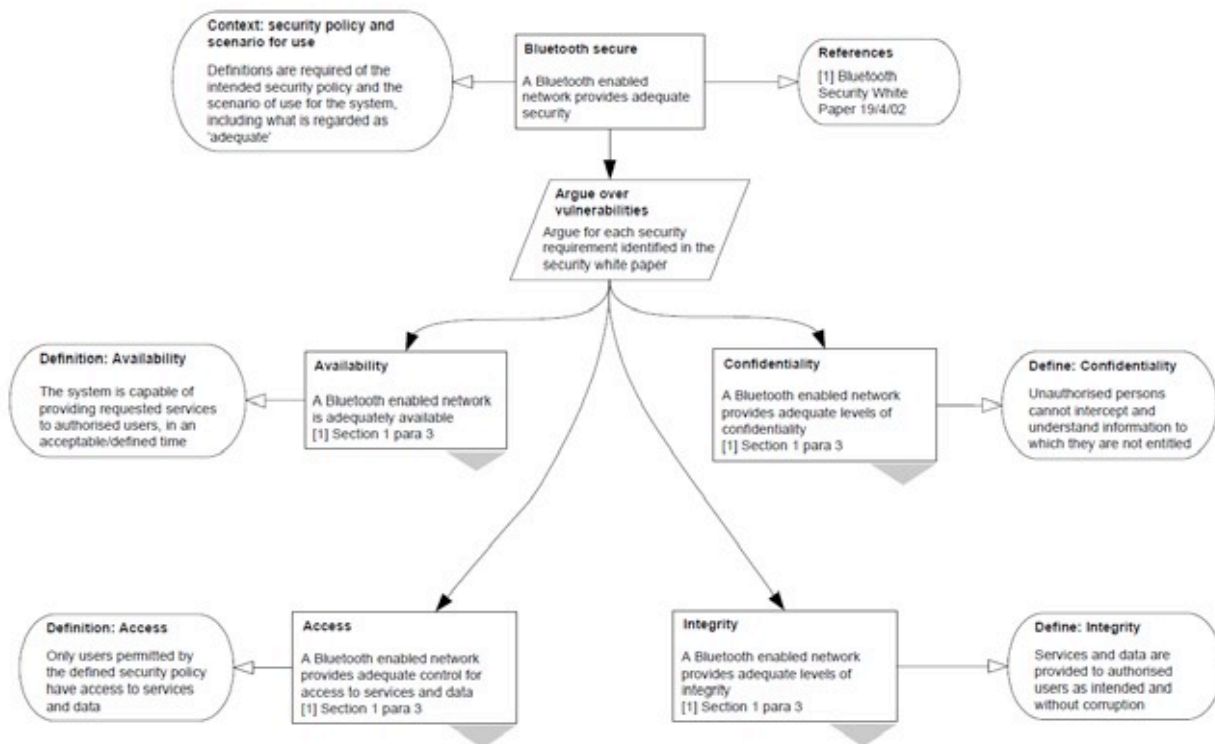 Context: security policy and
scenario for use
Definitions are required of the
intended security policy and the
scenario of use for the system,
including what is regarded as
'adequate'
Bluetooth secure
A Bluetooth enabled
network provides adequate
security
References
[1] Bluetooth
Security White
Paper 19/4/02
Argue over
vulnerabilities
Argue for each security
requirement identified in the
security white paper
Definition: Availability
The system is capable of
providing requested services
to authorised users, in an
acceptable/defined time
Availability
A Bluetooth enabled network
is adequately available
[1] Section 1 para 3
Confidentiality
A Bluetooth enabled network
provides adequate levels of
confidentiality
[1] Section 1 para 3
Define: Confidentiality
Unauthorised persons
cannot intercept and
understand information to
which they are not entitled
Definition: Access
Only users permitted by
the defined security policy
have access to services
and data
Access
A Bluetooth enabled network
provides adequate control for
access to services and data
[1] Section 1 para 3
Integrity
A Bluetooth enabled network
provides adequate levels of
integrity
[1] Section 1 para 3
Define: Integrity
Services and data are
provided to authorised
users as intended and
without corruption